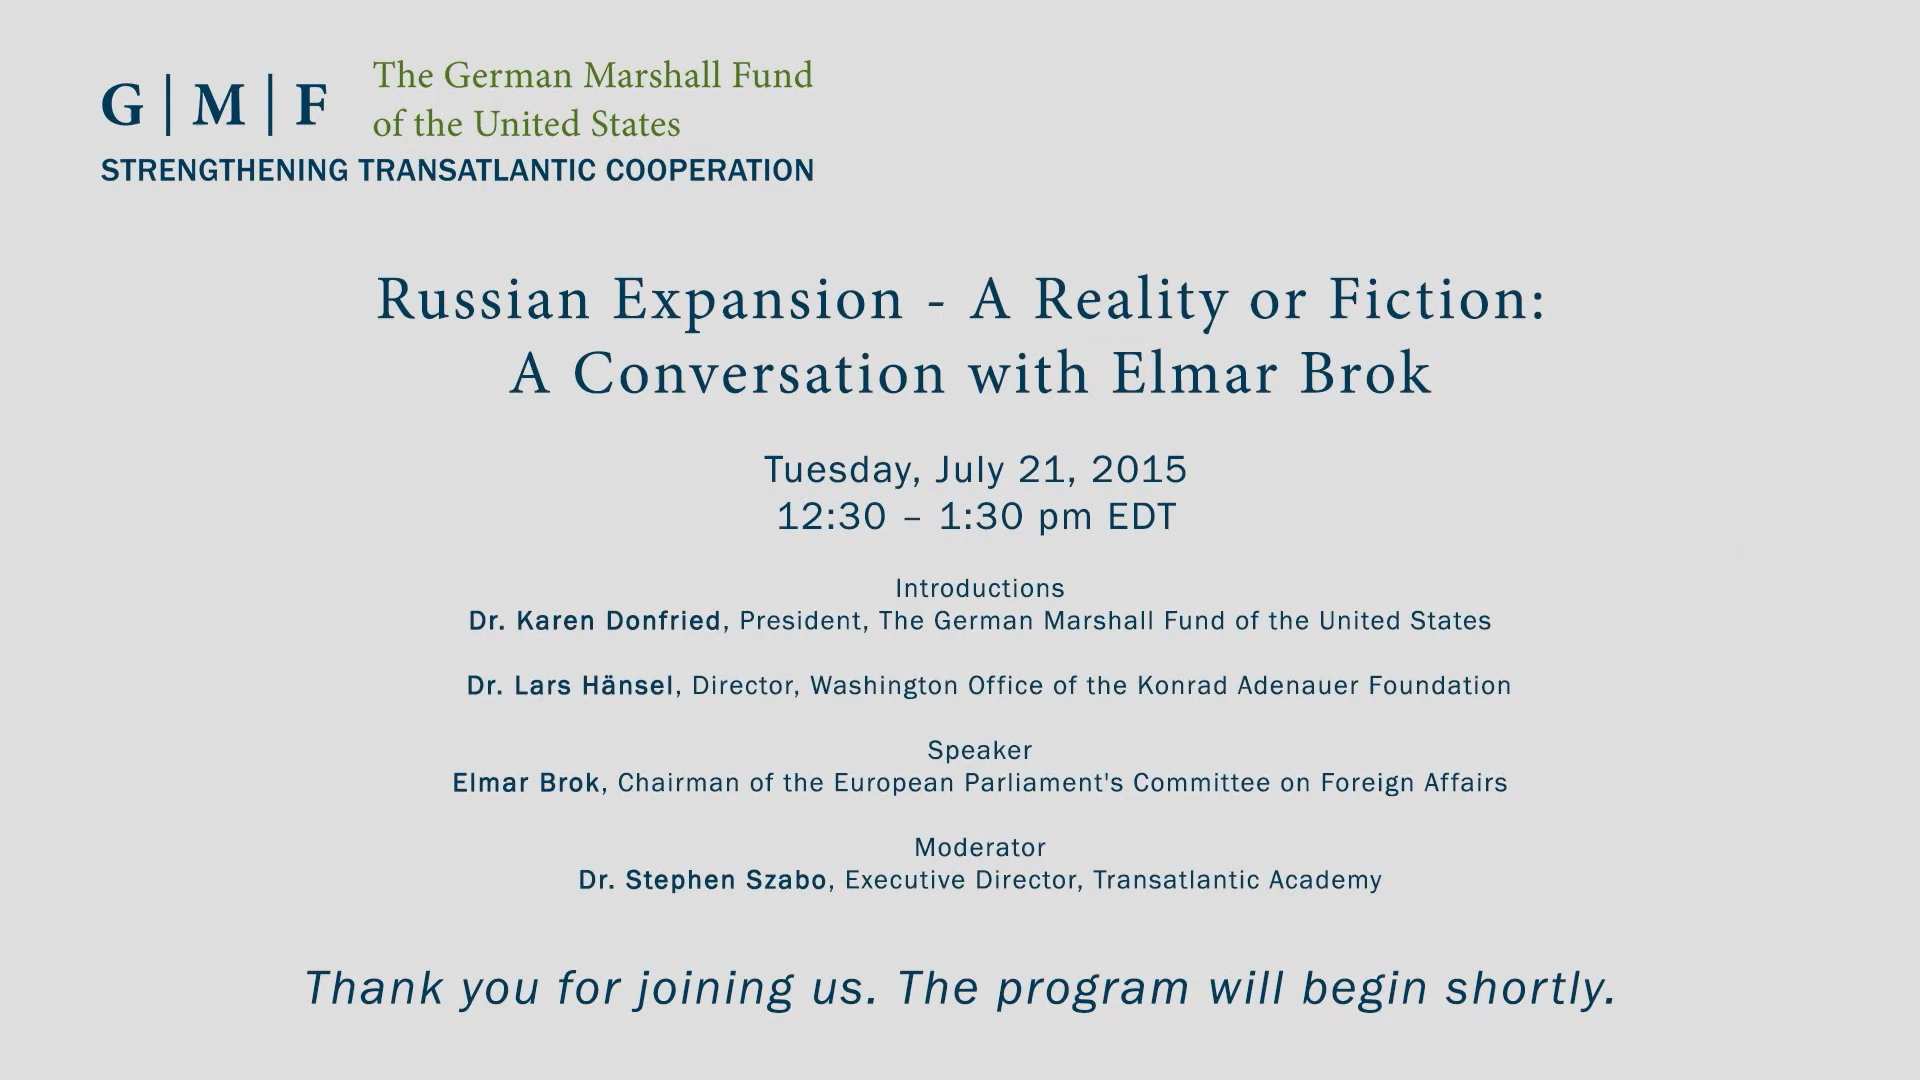 G|M|F
The German Marshall Fund
of the United States
STRENGTHENING TRANSATLANTIC COOPERATION
Russian Expansion - A Reality or Fiction:
A Conversation with Elmar Brok
Tuesday, July 21, 2015
12:30 – 1:30 pm EDT
Introductions
Dr. Karen Donfried, President, The German Marshall Fund of the United States
Dr. Lars Hänsel, Director, Washington Office of the Konrad Adenauer Foundation
Speaker
Elmar Brok, Chairman of the European Parliament's Committee on Foreign Affairs
Moderator
Dr. Stephen Szabo, Executive Director, Transatlantic Academy
Thank you for joining us. The program will begin shortly.